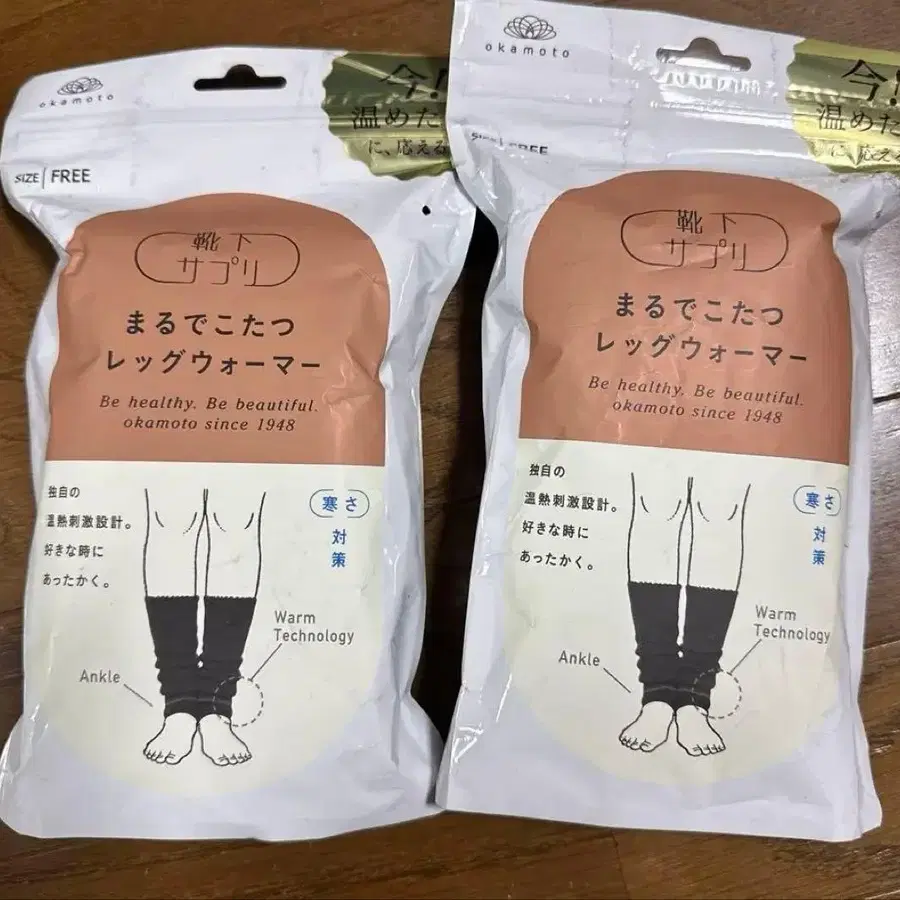 okamoto
今!
温めた
に、応える
SIZE FREE
靴下
サプリ
まるでこたつ
レッグウォーマー
Be healthy. Be beautiful.
okamoto since 1948
独自の
温熱刺激設計。
好きな時に
あったかく。
寒さ
対
策
Warm
Technology
Ankle
okamoto
今!!
温めた
に、応える
SIZE FREE
靴下
サプリ
まるでこたつ
レッグウォーマー
Be healthy. Be beautiful.
okamoto since 1948
独自の
温熱刺激設計。
好きな時に
あったかく。
寒さ
対
策
Warm
Technology
Ankle